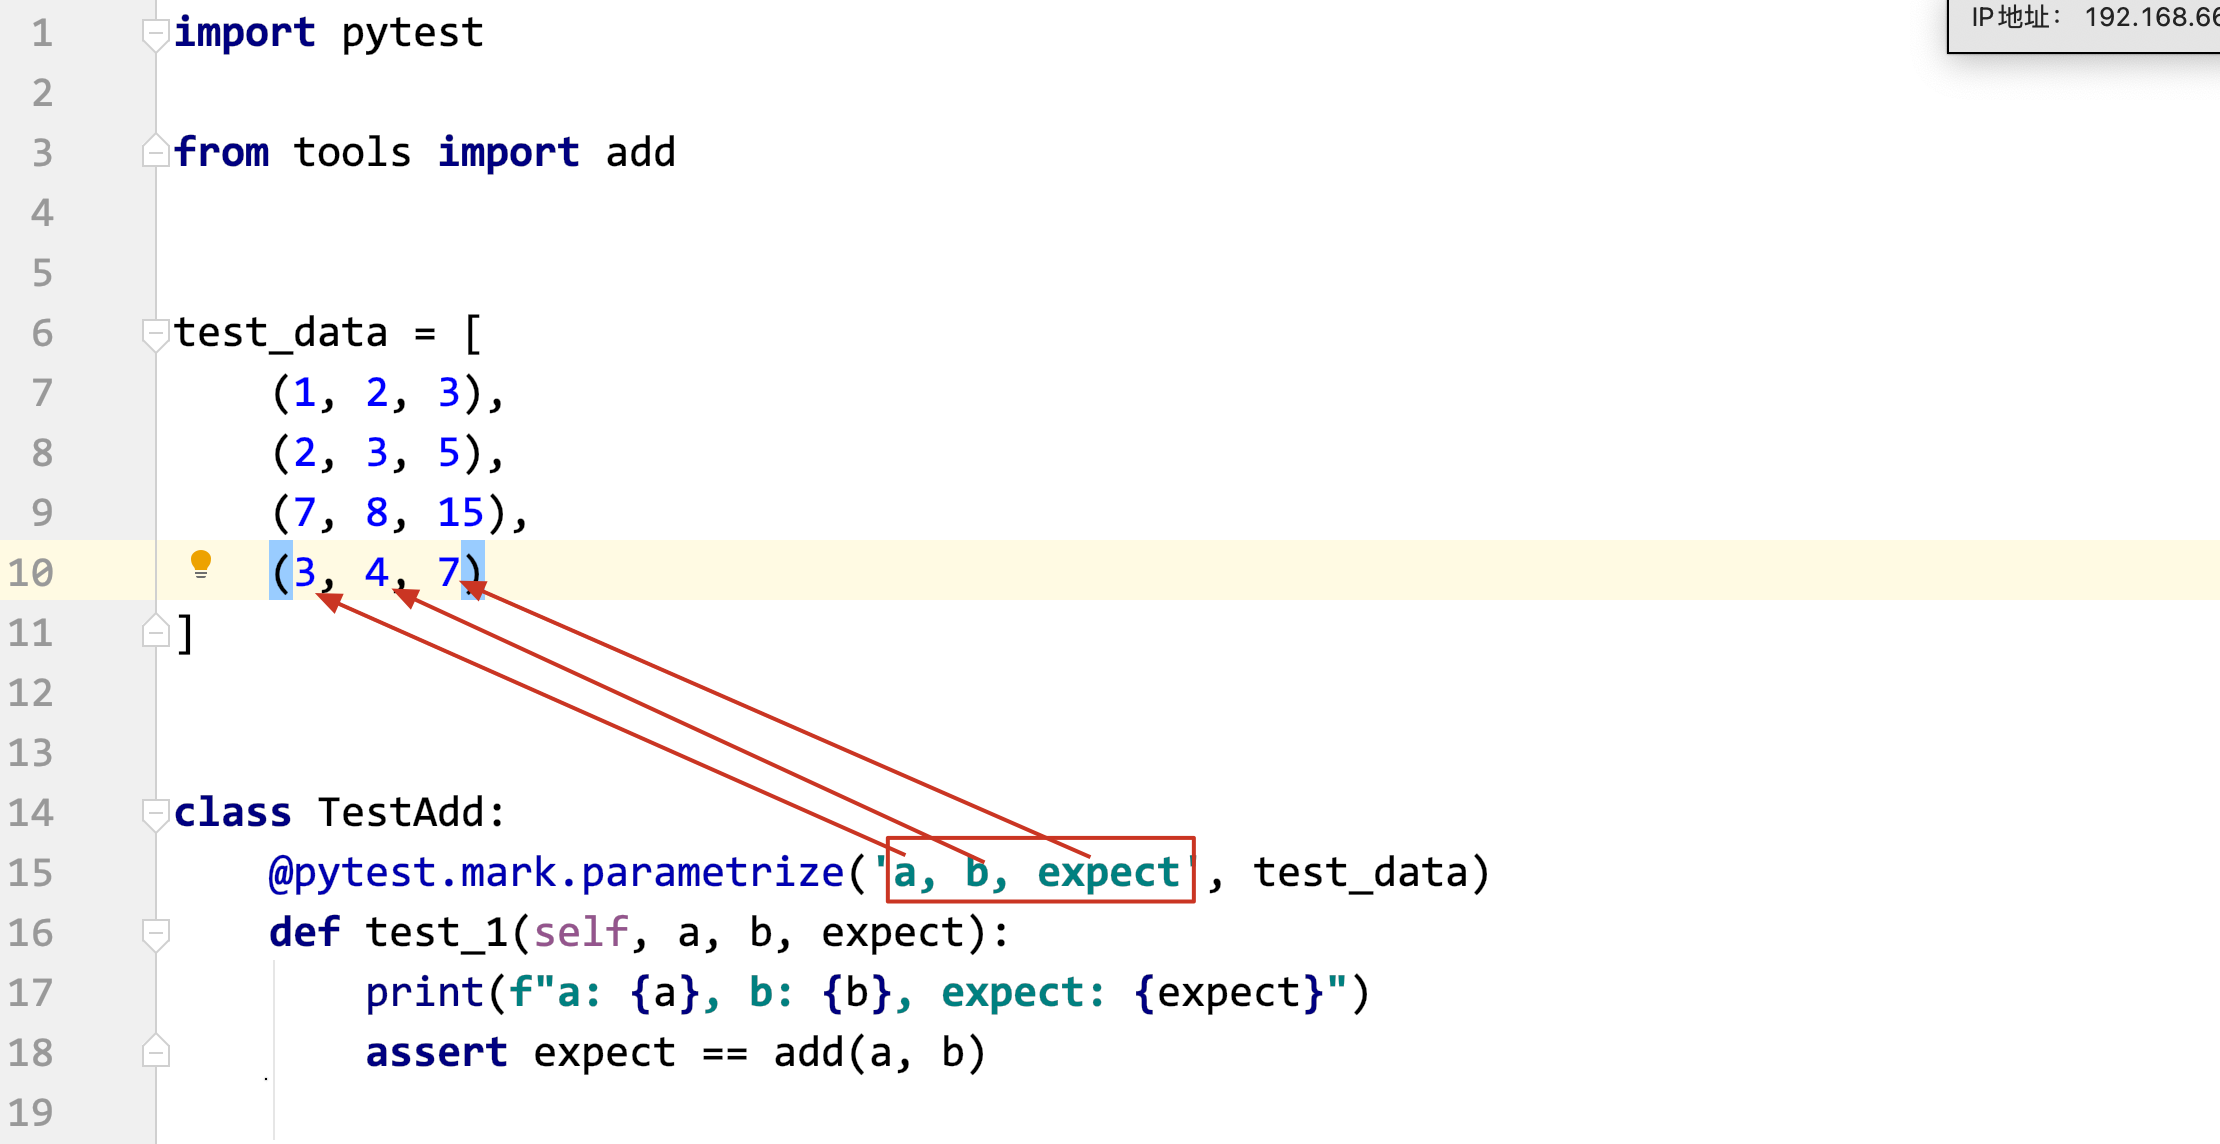 IP地址： 192.168.66
1 import pytest
2
3 from tools import add
4
5
6 test_data = [
7     (1, 2, 3),
8     (2, 3, 5),
9     (7, 8, 15),
10     (3, 4, 7)
11 ]
12
13
14 class TestAdd:
15     @pytest.mark.parametrize('a, b, expect', test_data)
16     def test_1(self, a, b, expect):
17         print(f"a: {a}, b: {b}, expect: {expect}")
18         assert expect == add(a, b)
19